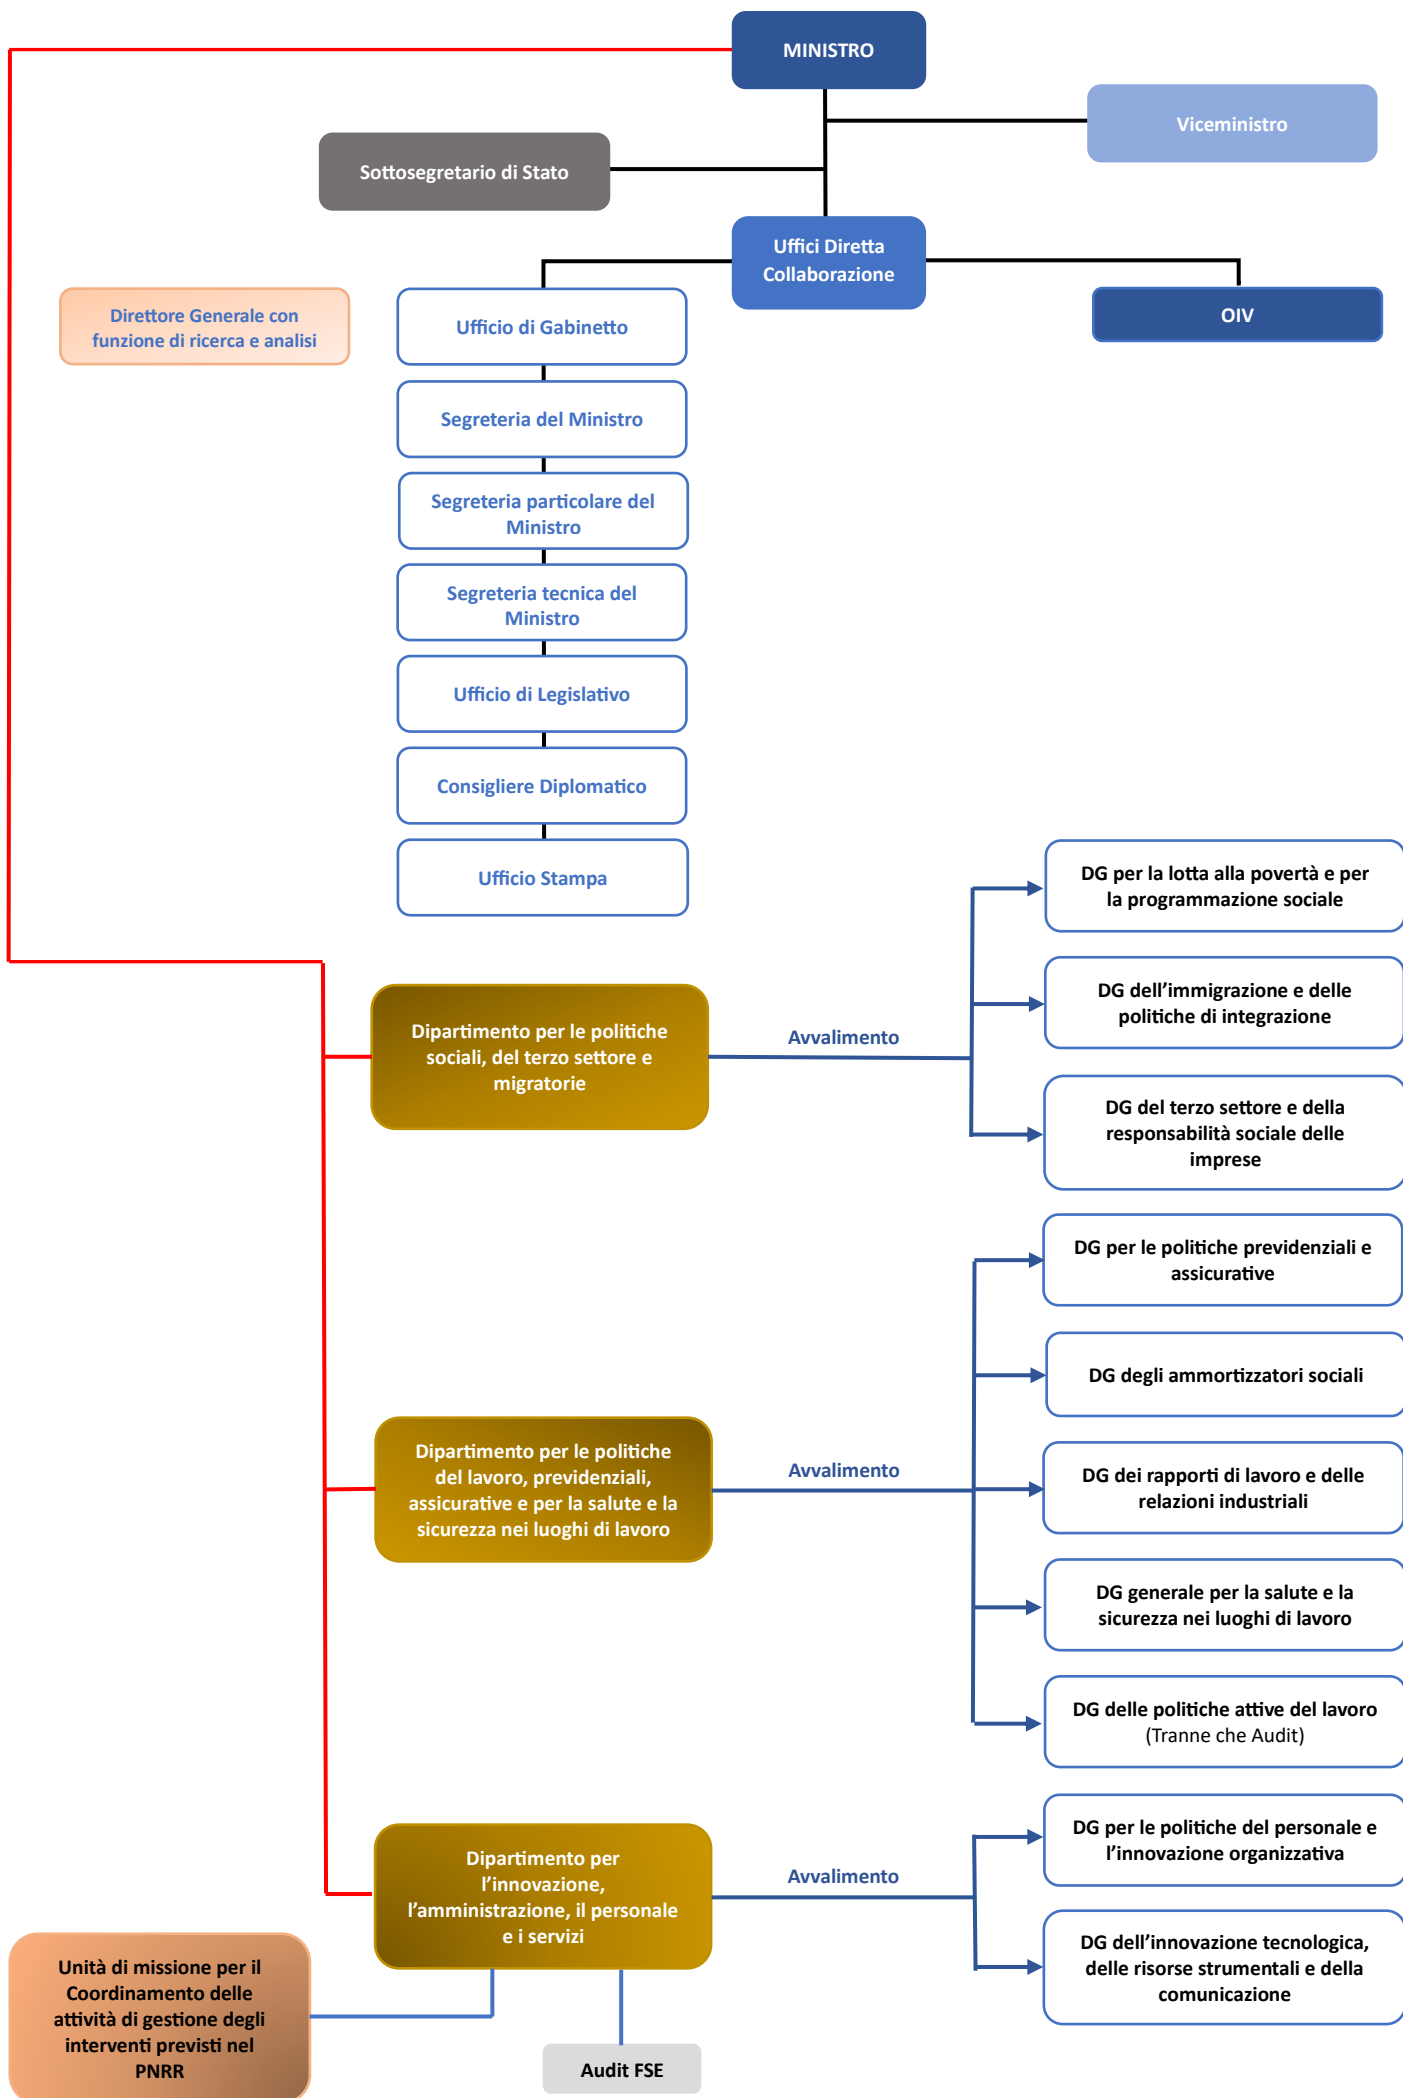 MINISTRO
Viceministro
Sottosegretario di Stato
Uffici Diretta
Collaborazione
OIV
Direttore Generale con
funzione di ricerca e analisi
Ufficio di Gabinetto
Segreteria del Ministro
Segreteria particolare del
Ministro
Segreteria tecnica del
Ministro
Ufficio di Legislativo
Consigliere Diplomatico
Ufficio Stampa
Dipartimento per le politiche
sociali, del terzo settore e
migratorie
Avvalimento
DG per la lotta alla povertà e per
la programmazione sociale
DG dell’immigrazione e delle
politiche di integrazione
DG del terzo settore e della
responsabilità sociale delle
imprese
Dipartimento per le politiche
del lavoro, previdenziali,
assicurative e per la salute e la
sicurezza nei luoghi di lavoro
Avvalimento
DG per le politiche previdenziali e
assicurative
DG degli ammortizzatori sociali
DG dei rapporti di lavoro e delle
relazioni industriali
DG generale per la salute e la
sicurezza nei luoghi di lavoro
DG delle politiche attive del lavoro
(Tranne che Audit)
Dipartimento per
l’innovazione,
l’amministrazione, il personale
e i servizi
Avvalimento
DG per le politiche del personale e
l’innovazione organizzativa
DG dell’innovazione tecnologica,
delle risorse strumentali e della
comunicazione
Unità di missione per il
Coordinamento delle
attività di gestione degli
interventi previsti nel
PNRR
Audit FSE